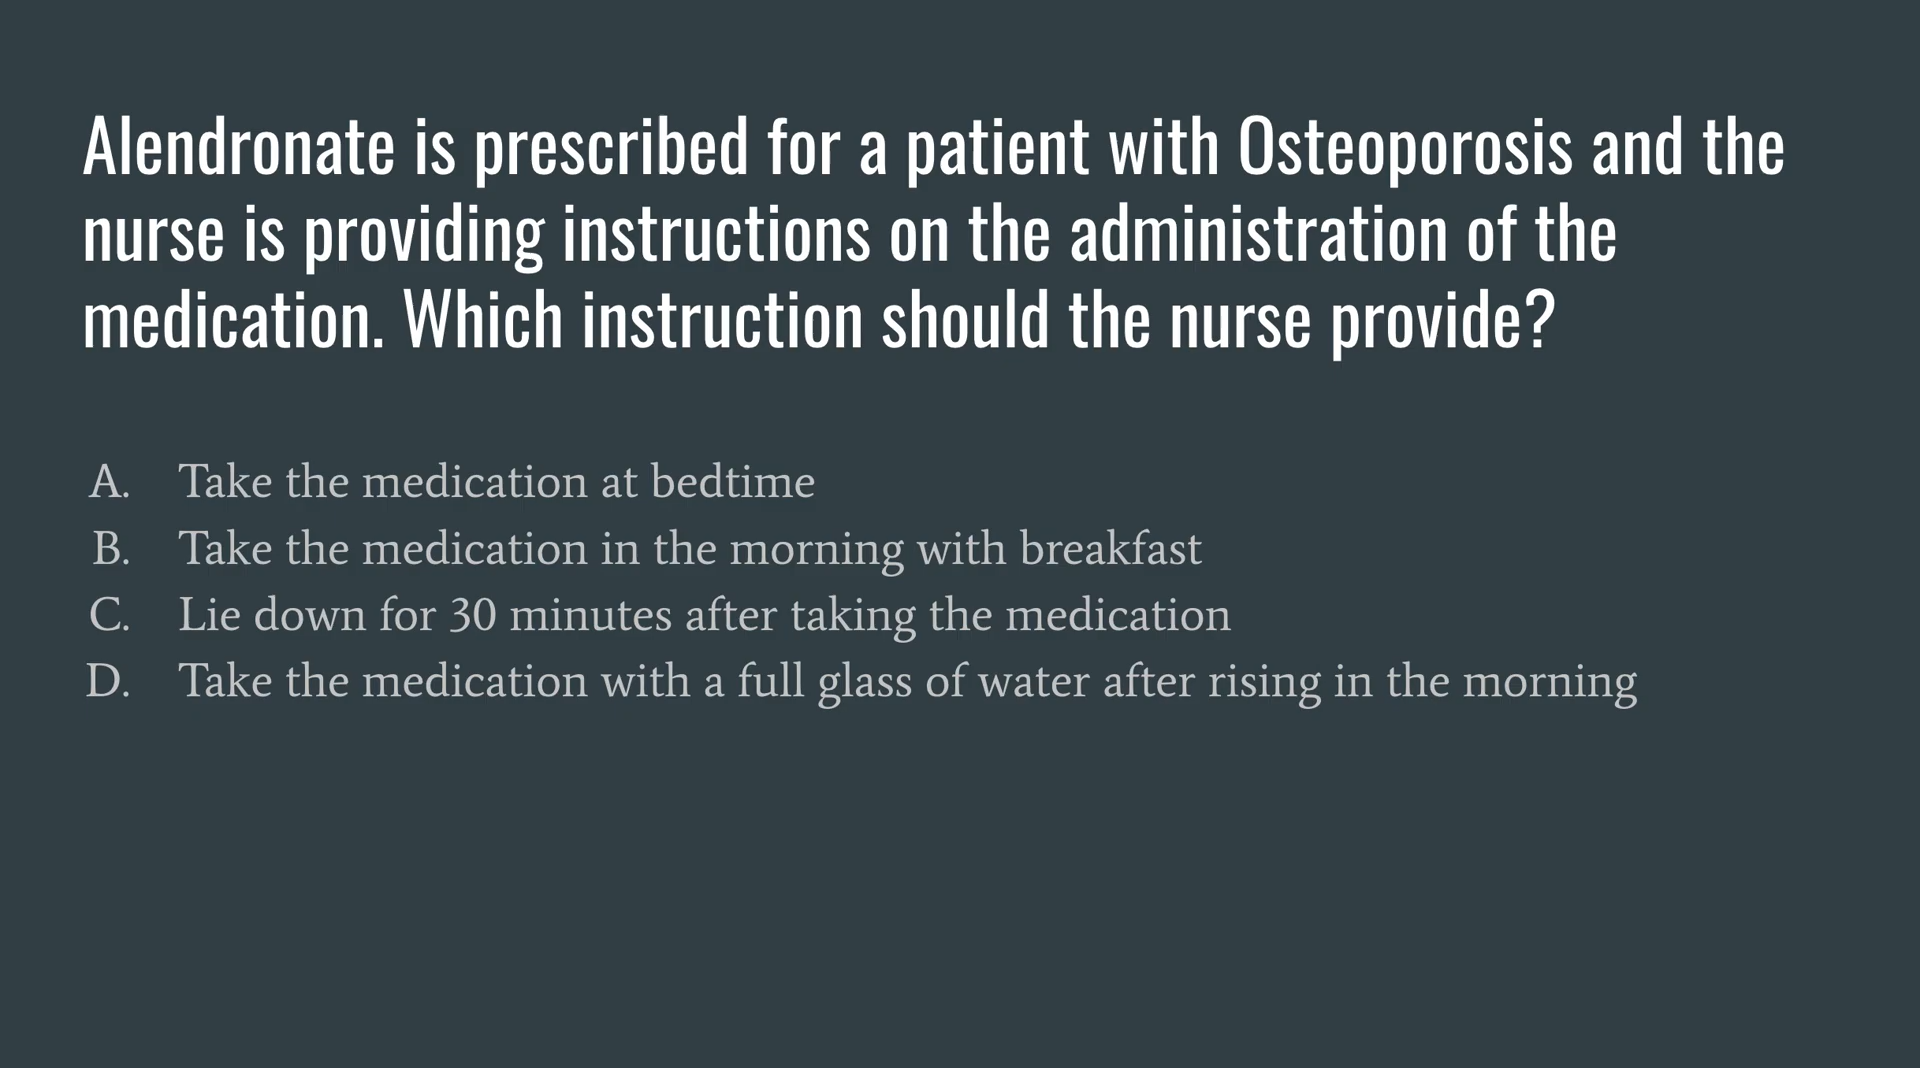 Alendronate is prescribed for a patient with Osteoporosis and the
nurse is providing instructions on the administration of the
medication. Which instruction should the nurse provide?
A. Take the medication at bedtime
B. Take the medication in the morning with breakfast
C. Lie down for 30 minutes after taking the medication
D. Take the medication with a full glass of water after rising in the morning